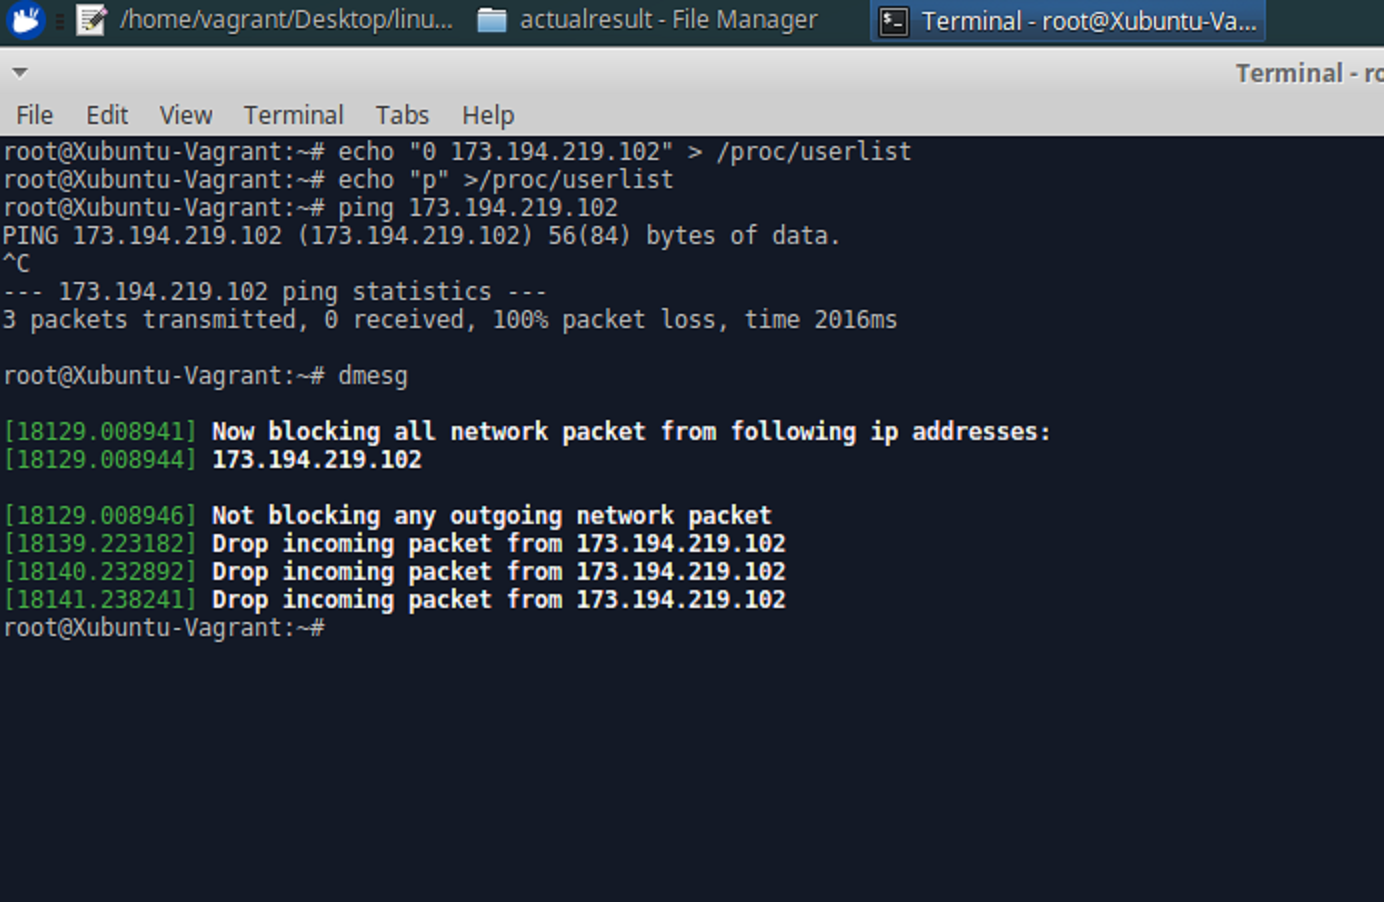 /home/vagrant/Desktop/linu... actualresult - File Manager Terminal - root@Xubuntu-Va...
Terminal - ro
File Edit View Terminal Tabs Help
root@Xubuntu-Vagrant:~# echo "0 173.194.219.102" > /proc/userlist
root@Xubuntu-Vagrant:~# echo "p" >/proc/userlist
root@Xubuntu-Vagrant:~# ping 173.194.219.102
PING 173.194.219.102 (173.194.219.102) 56(84) bytes of data.
^C
--- 173.194.219.102 ping statistics ---
3 packets transmitted, 0 received, 100% packet loss, time 2016ms
root@Xubuntu-Vagrant:~# dmesg
[18129.008941] Now blocking all network packet from following ip addresses:
[18129.008944] 173.194.219.102
[18129.008946] Not blocking any outgoing network packet
[18139.223182] Drop incoming packet from 173.194.219.102
[18140.232892] Drop incoming packet from 173.194.219.102
[18141.238241] Drop incoming packet from 173.194.219.102
root@Xubuntu-Vagrant:~#